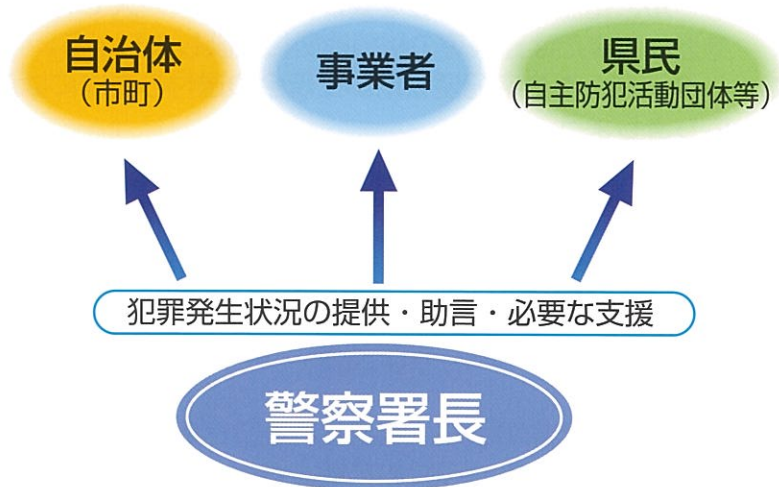 自治体
（市町）
事業者
県民
（自主防犯活動団体等）
犯罪発生状況の提供・助言・必要な支援
警察署長